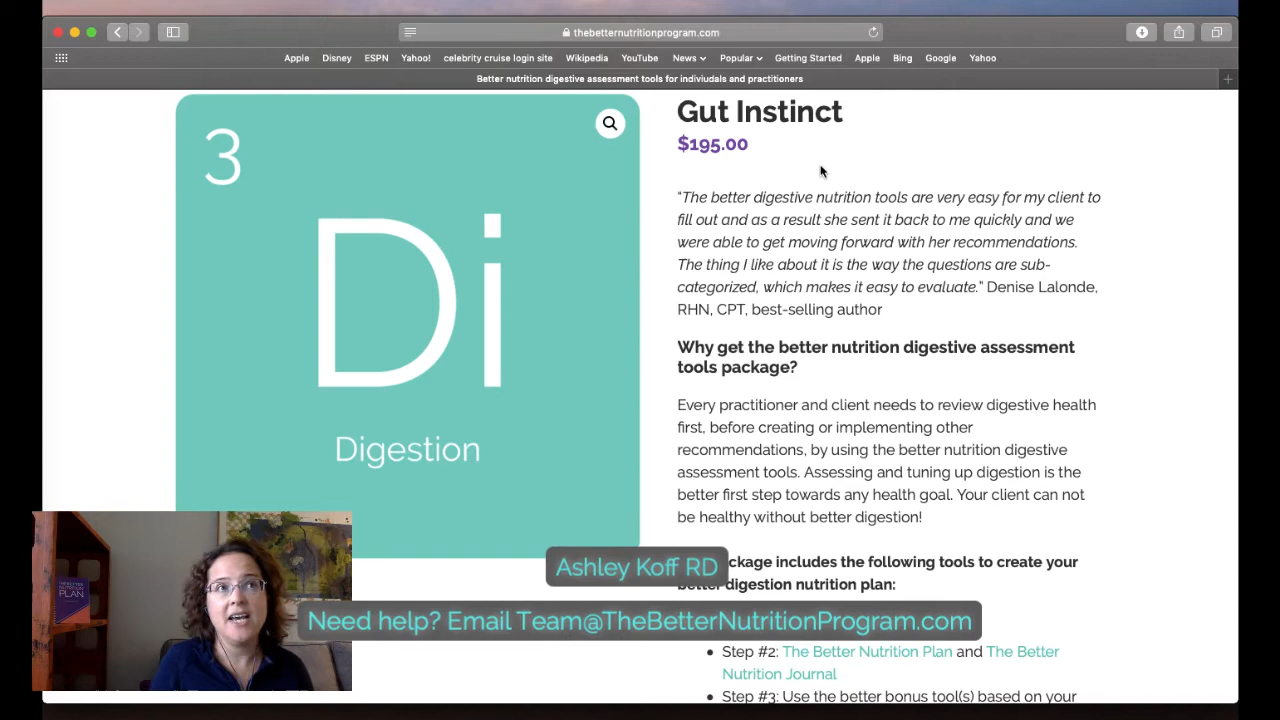 thebetternutritionprogram.com
Apple Disney ESPN Yahoo! celebrity cruise login site Wikipedia YouTube News Popular Getting Started Apple Bing Google Yahoo
Better nutrition digestive assessment tools for indiviudals and practitioners
3
Di
Digestion
Gut Instinct
$195.00
"The better digestive nutrition tools are very easy for my client to
fill out and as a result she sent it back to me quickly and we
were able to get moving forward with her recommendations.
The thing I like about it is the way the questions are sub-
categorized, which makes it easy to evaluate." Denise Lalonde,
RHN, CPT, best-selling author
Why get the better nutrition digestive assessment
tools package?
Every practitioner and client needs to review digestive health
first, before creating or implementing other
recommendations, by using the better nutrition digestive
assessment tools. Assessing and tuning up digestion is the
better first step towards any health goal. Your client can not
be healthy without better digestion!
ckage includes the following tools to create your
better digestion nutrition plan:
Ashley Koff RD
Need help? Email Team@TheBetterNutritionProgram.com
Step #2: The Better Nutrition Plan and The Better
Nutrition Journal
Step #3: Use the better bonus tool(s) based on your
THE BETTER
NUTRITION
PLAN